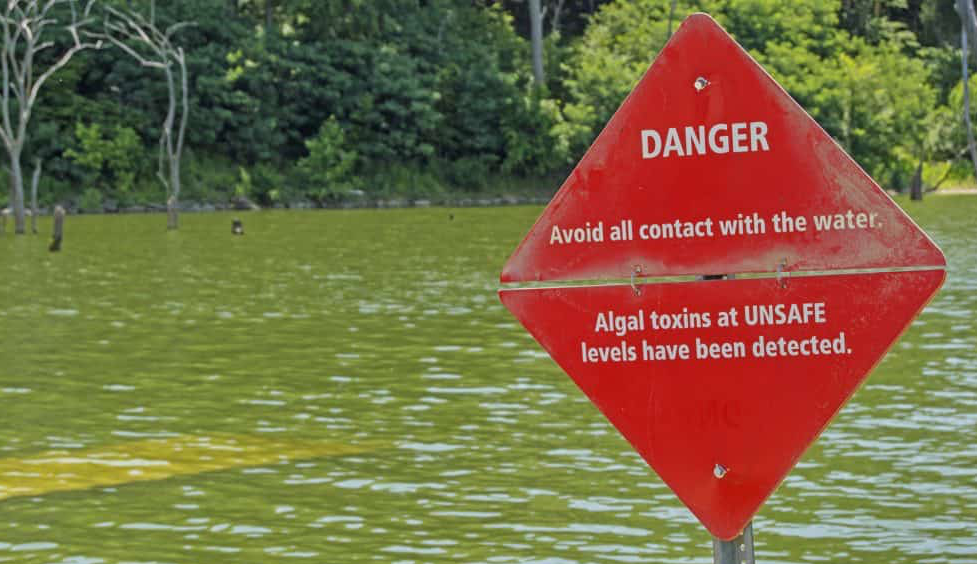 DANGER
Avoid all contact with the water.
Algal toxins at UNSAFE
levels have been detected.